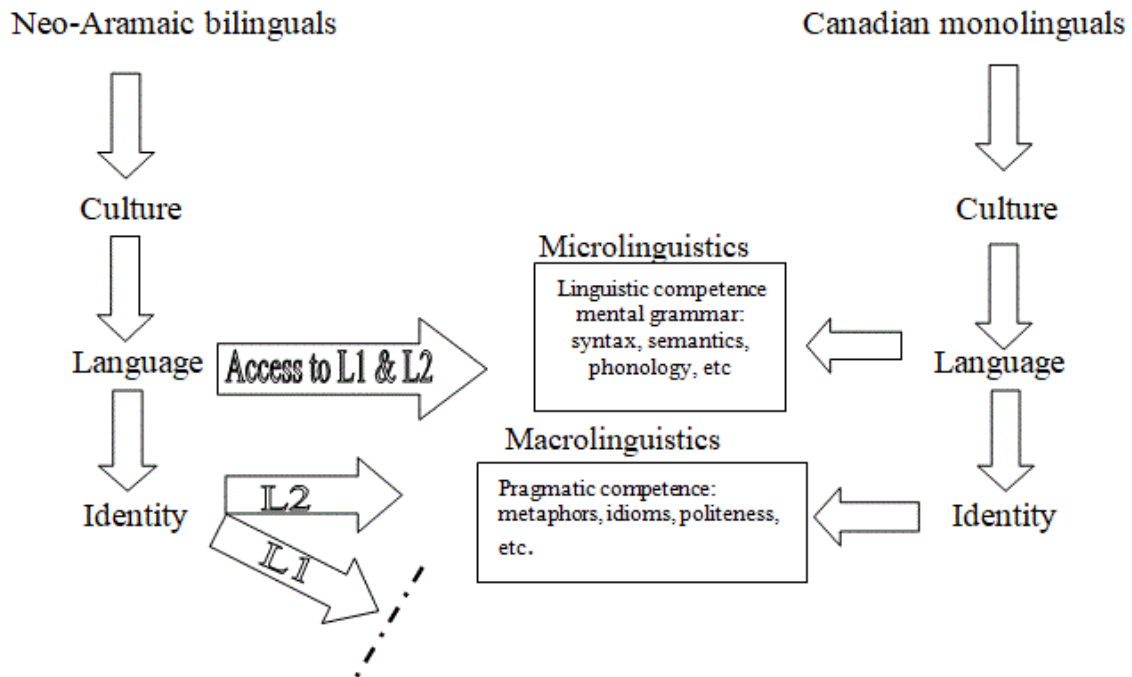 Neo-Aramaic bilinguals
Canadian monolinguals
Culture
Culture
Microlinguistics
Linguistic competence
mental grammar:
syntax, semantics,
phonology, etc
Language
Access to L1 & L2
Language
Macrolinguistics
Pragmatic competence:
metaphors, idioms, politeness,
etc.
Identity
L2
L1
Identity